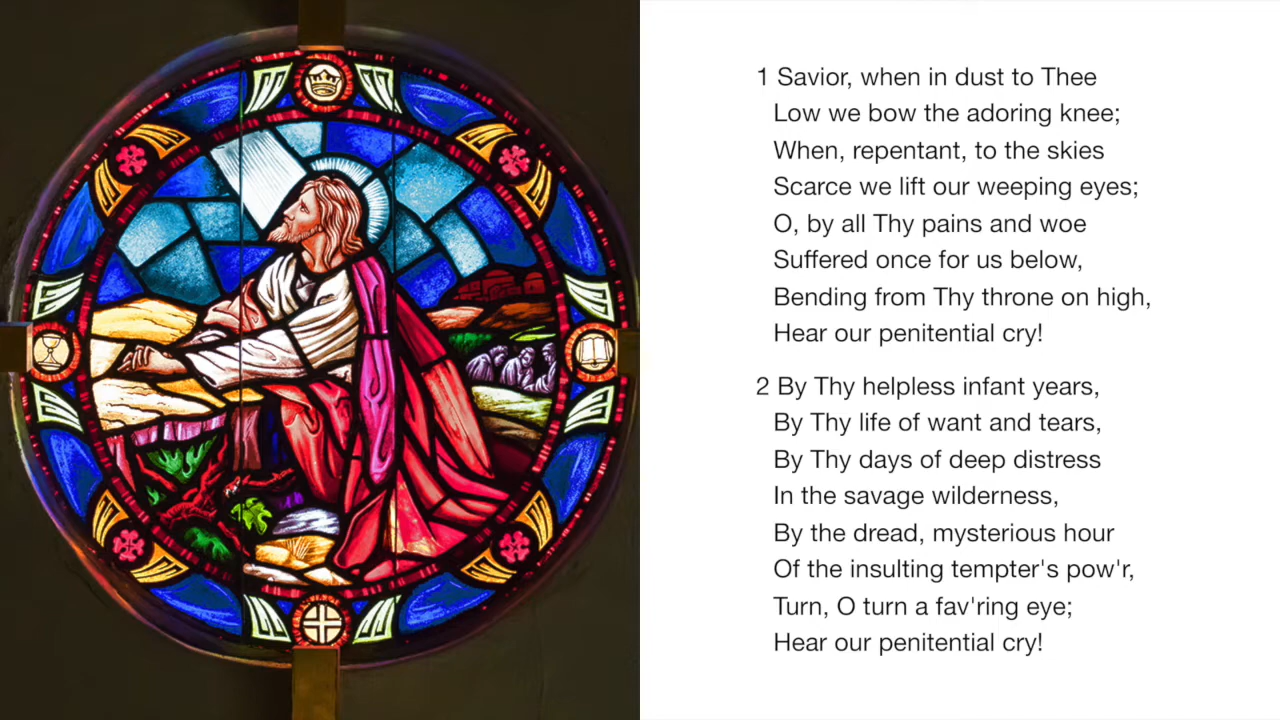 1 Savior, when in dust to Thee
Low we bow the adoring knee;
When, repentant, to the skies
Scarce we lift our weeping eyes;
O, by all Thy pains and woe
Suffered once for us below,
Bending from Thy throne on high,
Hear our penitential cry!
2 By Thy helpless infant years,
By Thy life of want and tears,
By Thy days of deep distress
In the savage wilderness,
By the dread, mysterious hour
Of the insulting tempter's pow'r,
Turn, O turn a fav'ring eye;
Hear our penitential cry!